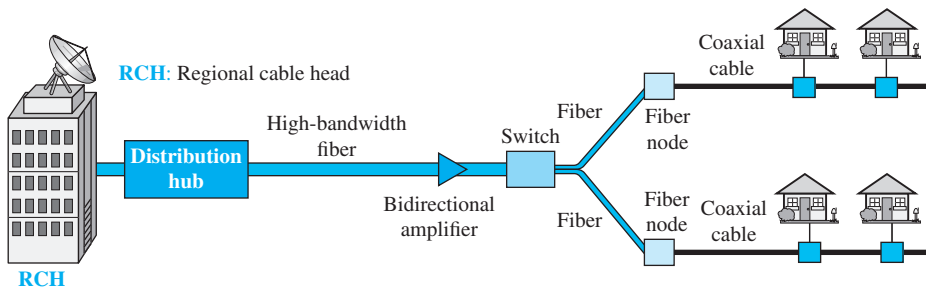 RCH: Regional cable head
RCH
Distribution
hub
High-bandwidth
fiber
Bidirectional
amplifier
Switch
Fiber
Fiber
node
Coaxial
cable
Fiber
Fiber
node
Coaxial
cable